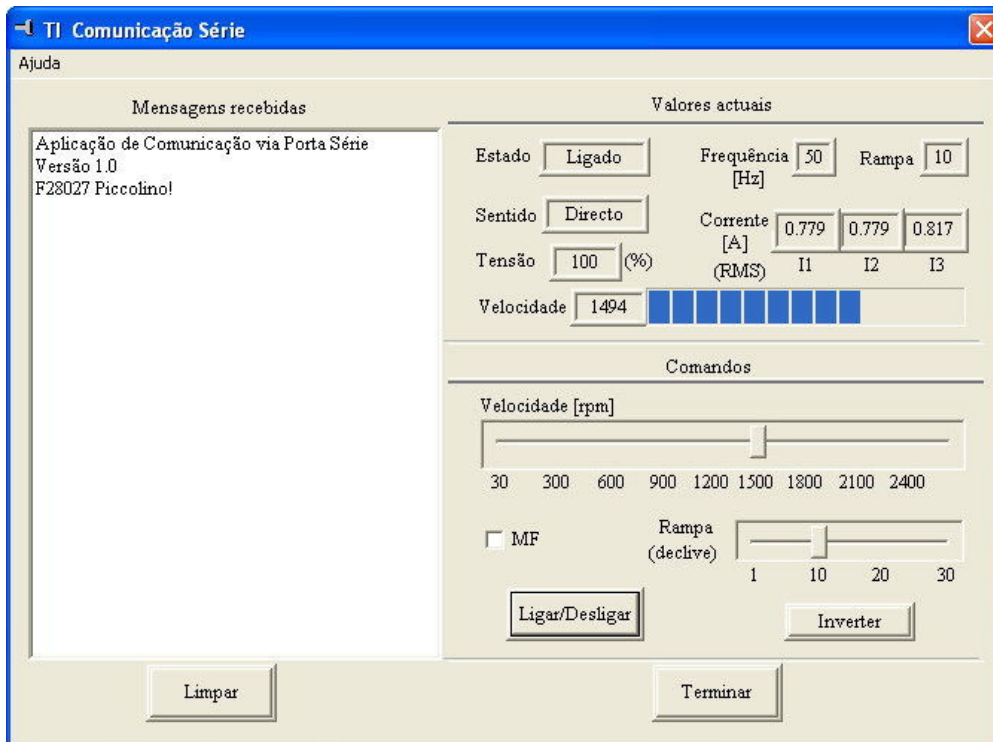 TI Comunicação Série
Ajuda
Mensagens recebidas
Aplicação de Comunicação via Porta Série
Versão 1.0
F28027 Piccolino!
Limpar
Valores actuais
Estado Ligado
Frequência [Hz] 50
Rampa 10
Sentido Directo
Corrente [A] (RMS) 0.779 0.779 0.817
I1 I2 I3
Tensão 100 (%)
Velocidade 1494
Comandos
Velocidade [rpm]
30 300 600 900 1200 1500 1800 2100 2400
MF
Rampa (declive)
1 10 20 30
Ligar/Desligar
Inverter
Terminar